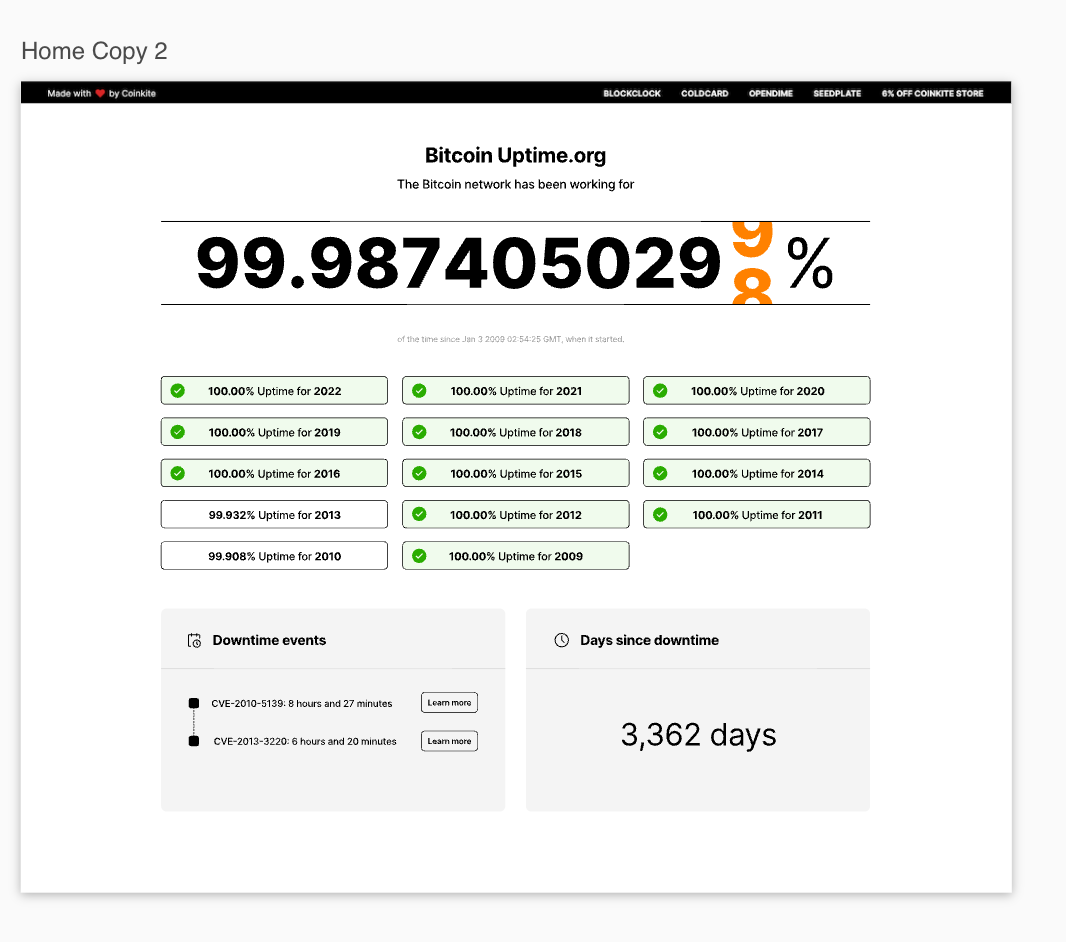 Home Copy 2
Made with ❤ by Coinkite
BLOCKCLOCK COLDCARD OPENDIME SEEDPLATE 6% OFF COINKITE STORE
Bitcoin Uptime.org
The Bitcoin network has been working for
99.98740502998%
of the time since Jan 3 2009 02:54:25 GMT, when it started.
100.00% Uptime for 2022
100.00% Uptime for 2021
100.00% Uptime for 2020
100.00% Uptime for 2019
100.00% Uptime for 2018
100.00% Uptime for 2017
100.00% Uptime for 2016
100.00% Uptime for 2015
100.00% Uptime for 2014
99.932% Uptime for 2013
100.00% Uptime for 2012
100.00% Uptime for 2011
99.908% Uptime for 2010
100.00% Uptime for 2009
Downtime events
CVE-2010-5139: 8 hours and 27 minutes
Learn more
CVE-2013-3220: 6 hours and 20 minutes
Learn more
Days since downtime
3,362 days